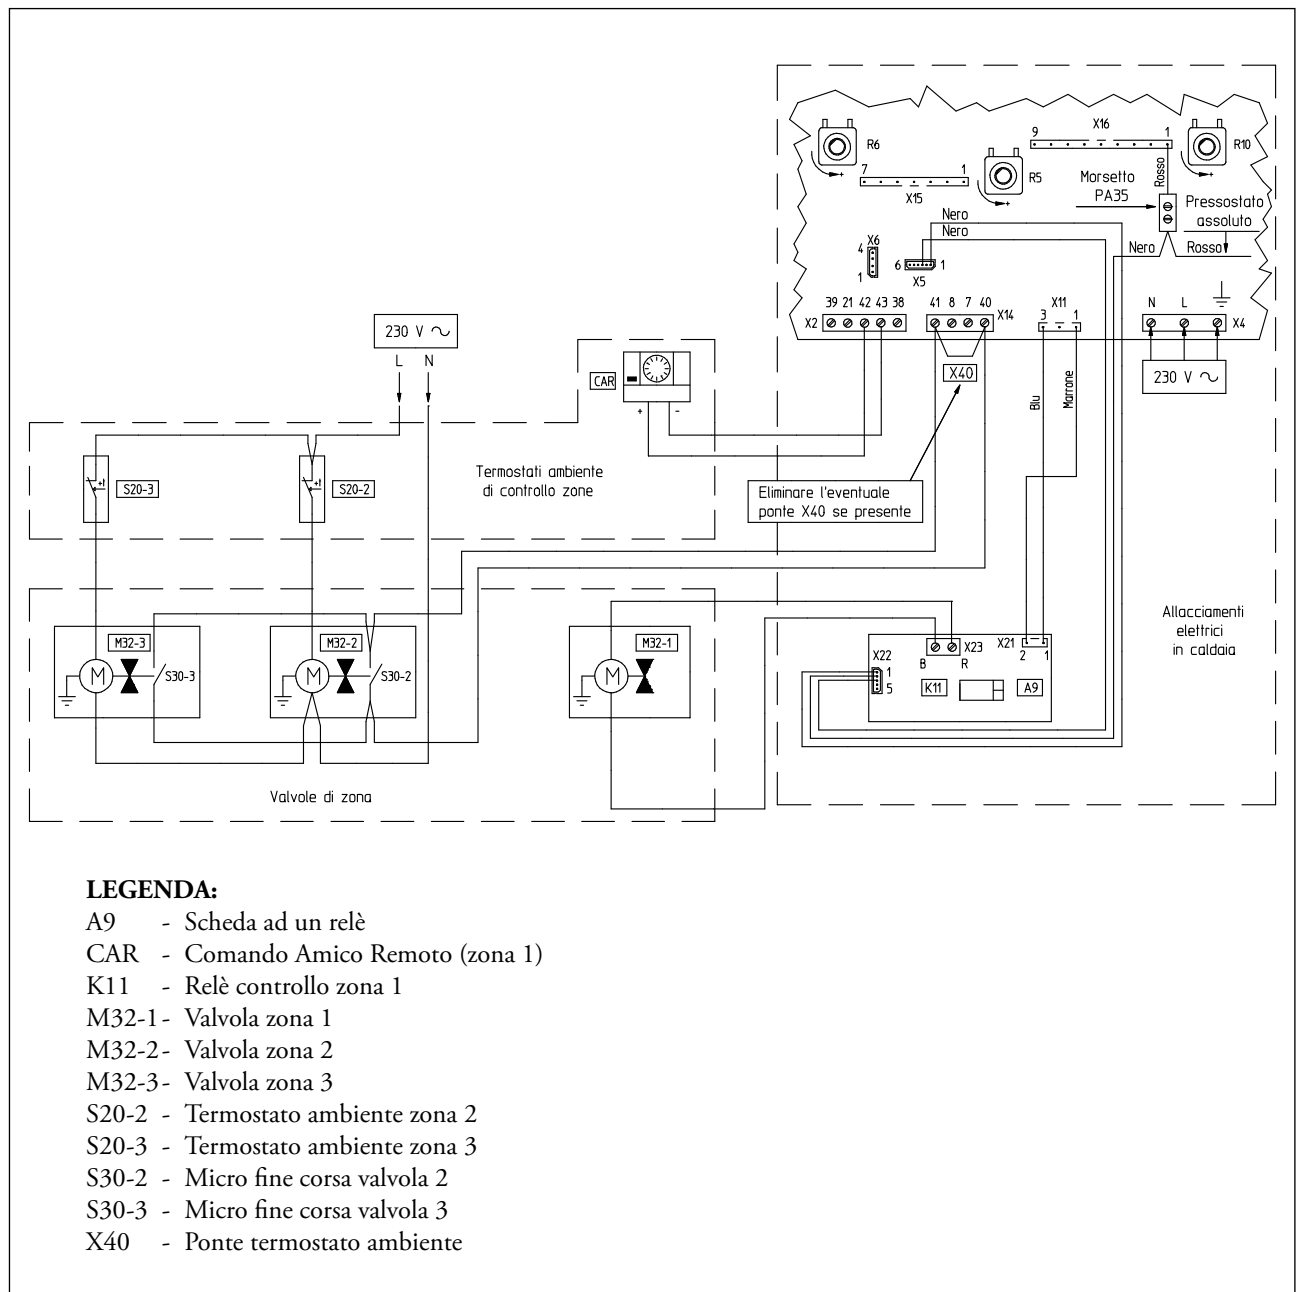 X16
9 1
R6
R10
7 1
X15
R5
Rosso
Morsetto
PA35
Pressostato
assoluto
Nero
Nero
Nero
Rosso
X6
4
1
6 1
X5
39 21 42 43 38
X2
41 8 7 40
X14
X11
3 1
N L
X4
230 V ~
L N
CAR
+ -
X40
Blu
Marrone
230 V ~
S20-3
S20-2
Termostati ambiente
di controllo zone
Eliminare l'eventuale
ponte X40 se presente
Allacciamenti
elettrici
in caldaia
M32-3
M32-2
M32-1
M
S30-3
M
S30-2
M
X22
1
5
B R
X23
X21
2 1
K11
A9
Valvole di zona
LEGENDA:
A9 - Scheda ad un relè
CAR - Comando Amico Remoto (zona 1)
K11 - Relè controllo zona 1
M32-1 - Valvola zona 1
M32-2 - Valvola zona 2
M32-3 - Valvola zona 3
S20-2 - Termostato ambiente zona 2
S20-3 - Termostato ambiente zona 3
S30-2 - Micro fine corsa valvola 2
S30-3 - Micro fine corsa valvola 3
X40 - Ponte termostato ambiente